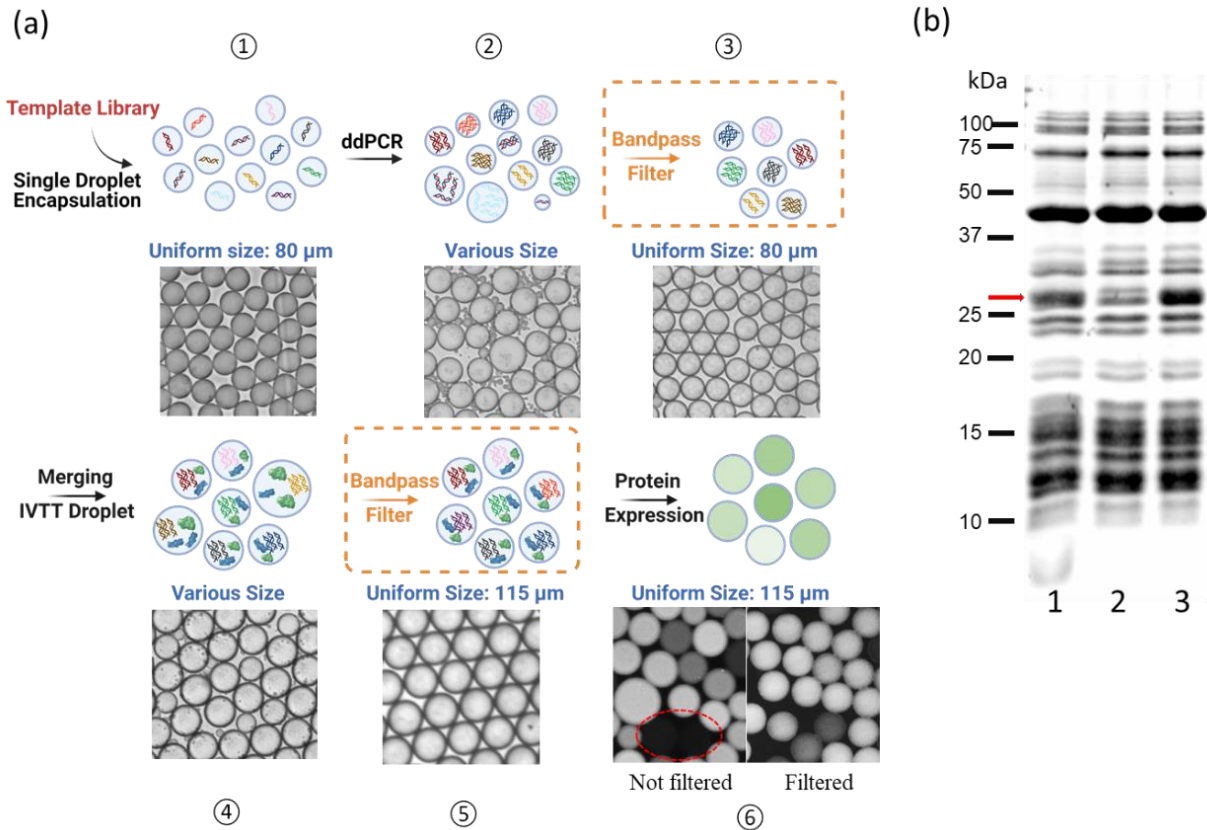 (a)
① ② ③
Template Library
Single Droplet
Encapsulation
ddPCR
Bandpass
Filter
Uniform size: 80 µm
Various Size
Uniform Size: 80 µm
Merging
IVTT Droplet
Bandpass
Filter
Protein
Expression
Various Size
Uniform Size: 115 µm
Uniform Size: 115 µm
Not filtered
Filtered
④ ⑤ ⑥
(b)
kDa
100
75
50
37
25
20
15
10
1 2 3